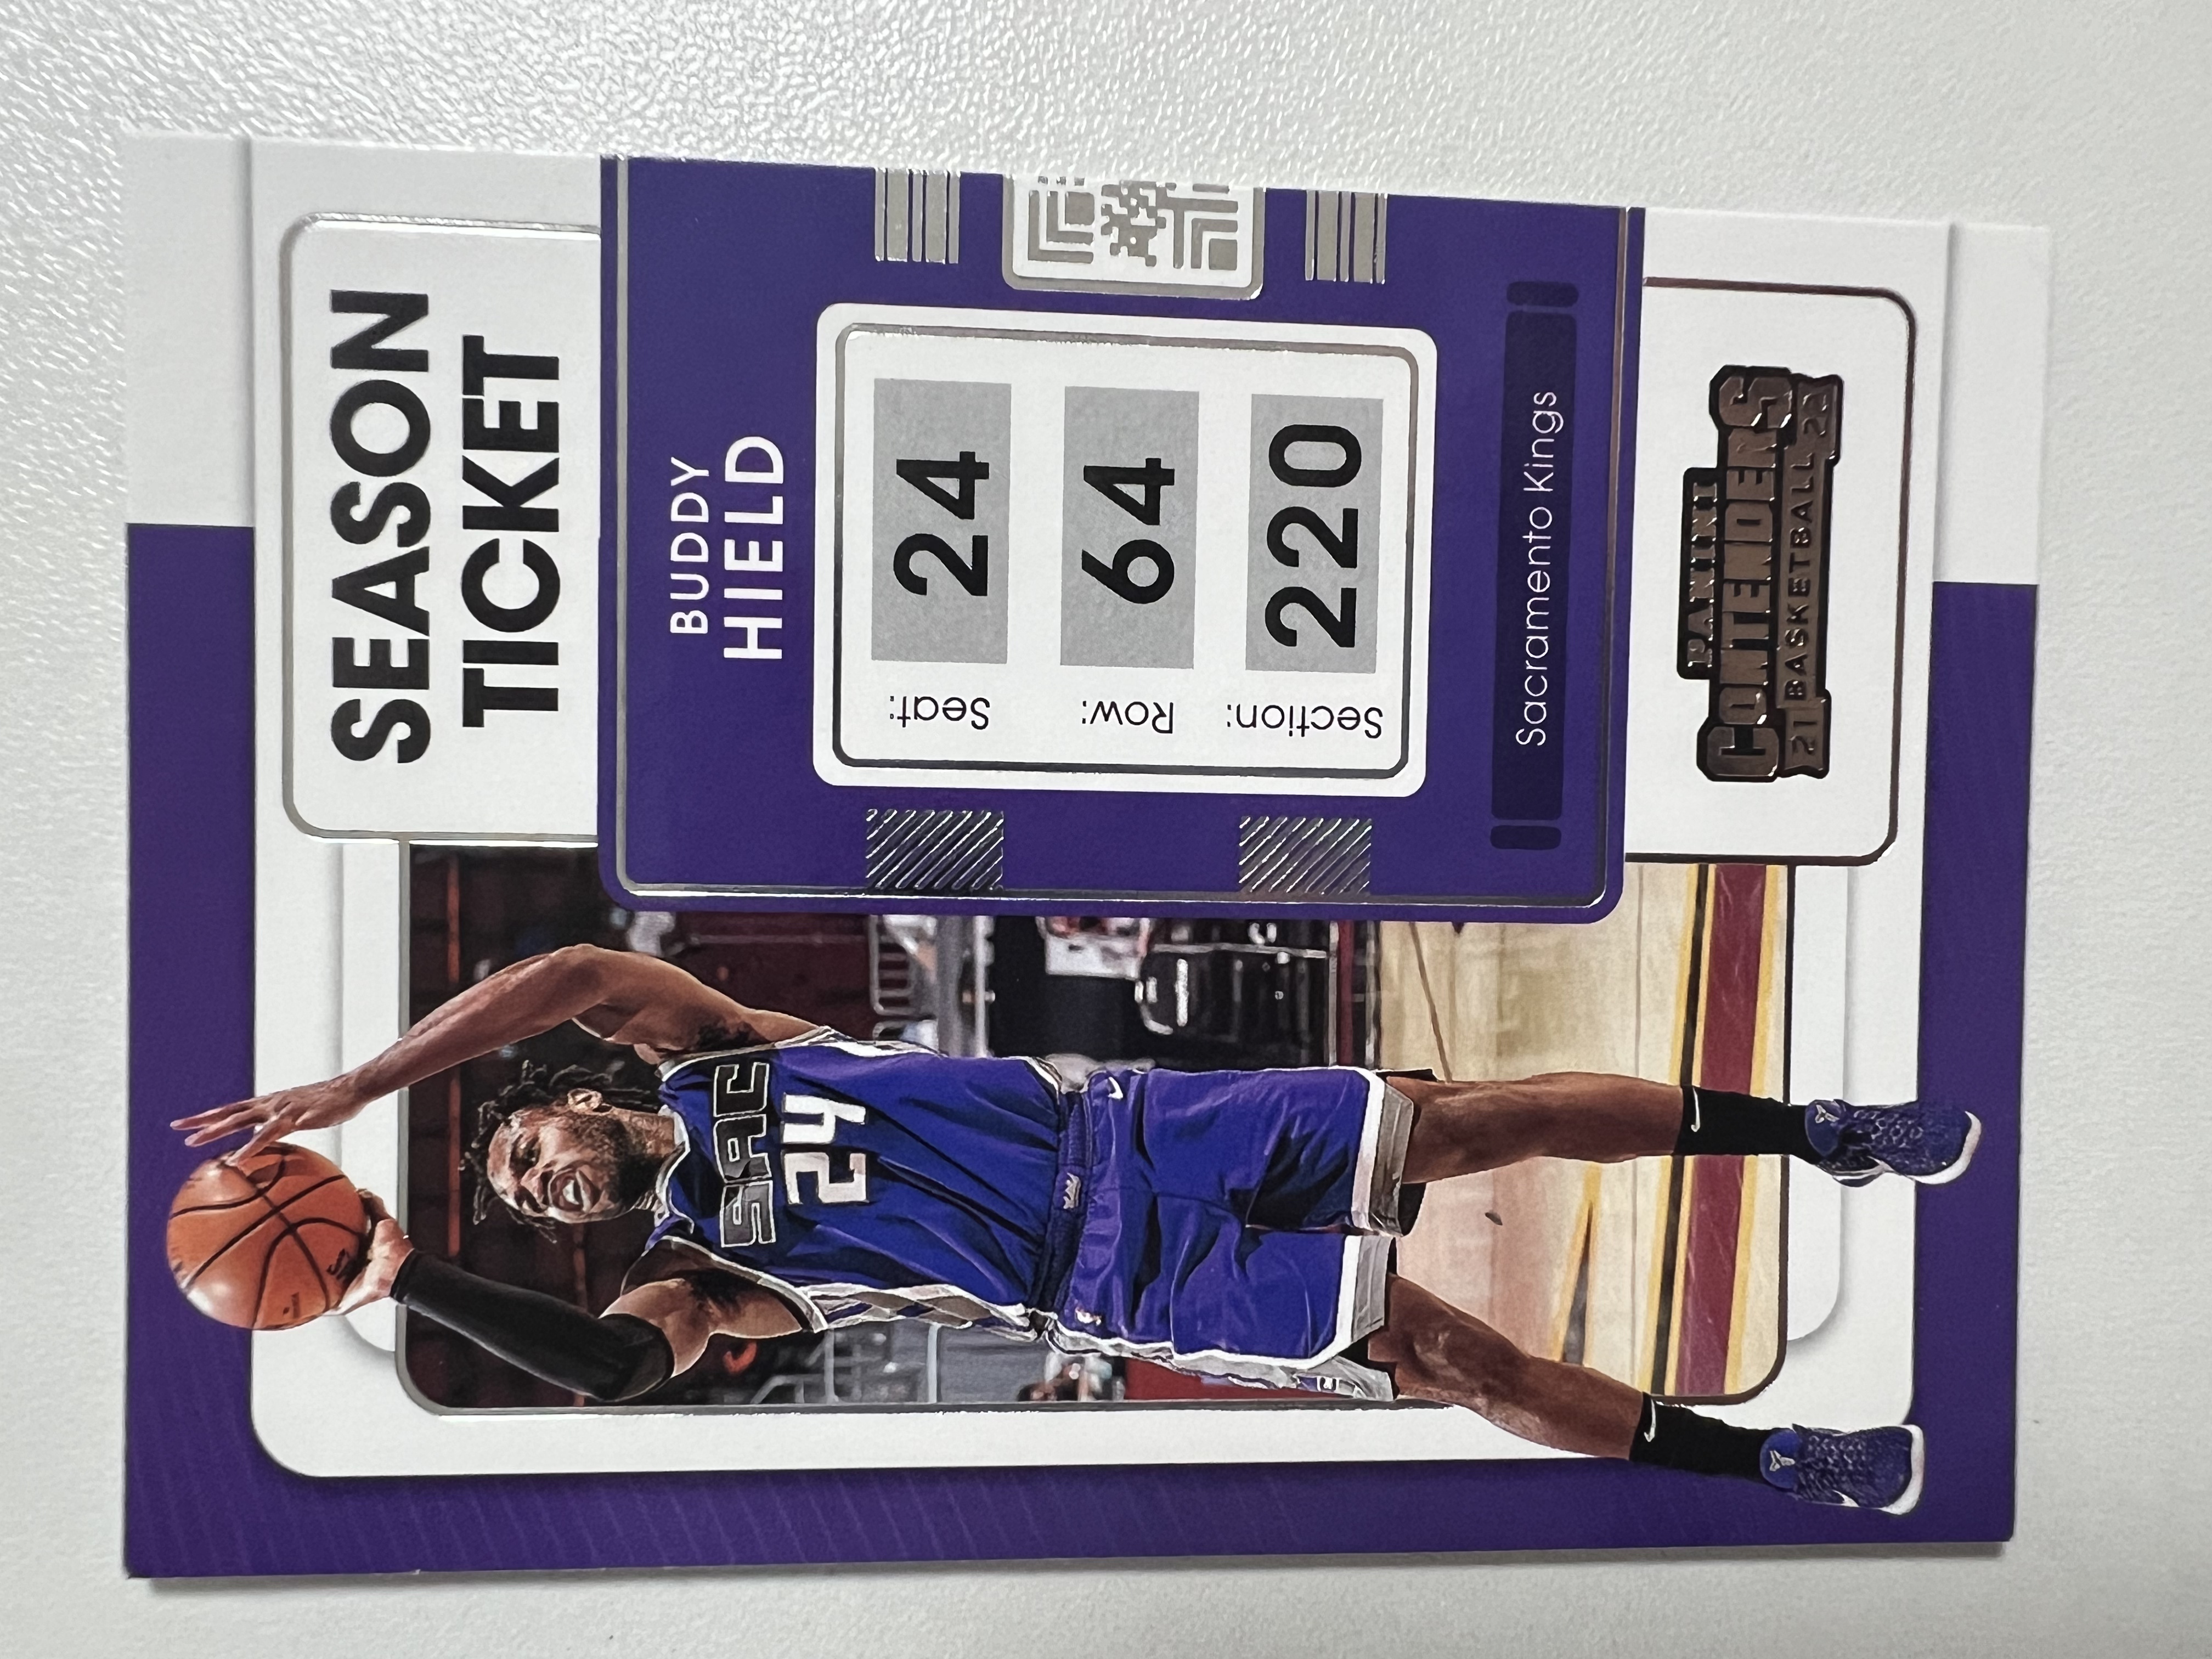 SEASON
TICKET
BUDDY
HIELD
Seat: 24
Row: 64
Section: 220
Sacramento Kings
SAC
24
PANINI
CONTENDERS
21 BASKETBALL 22